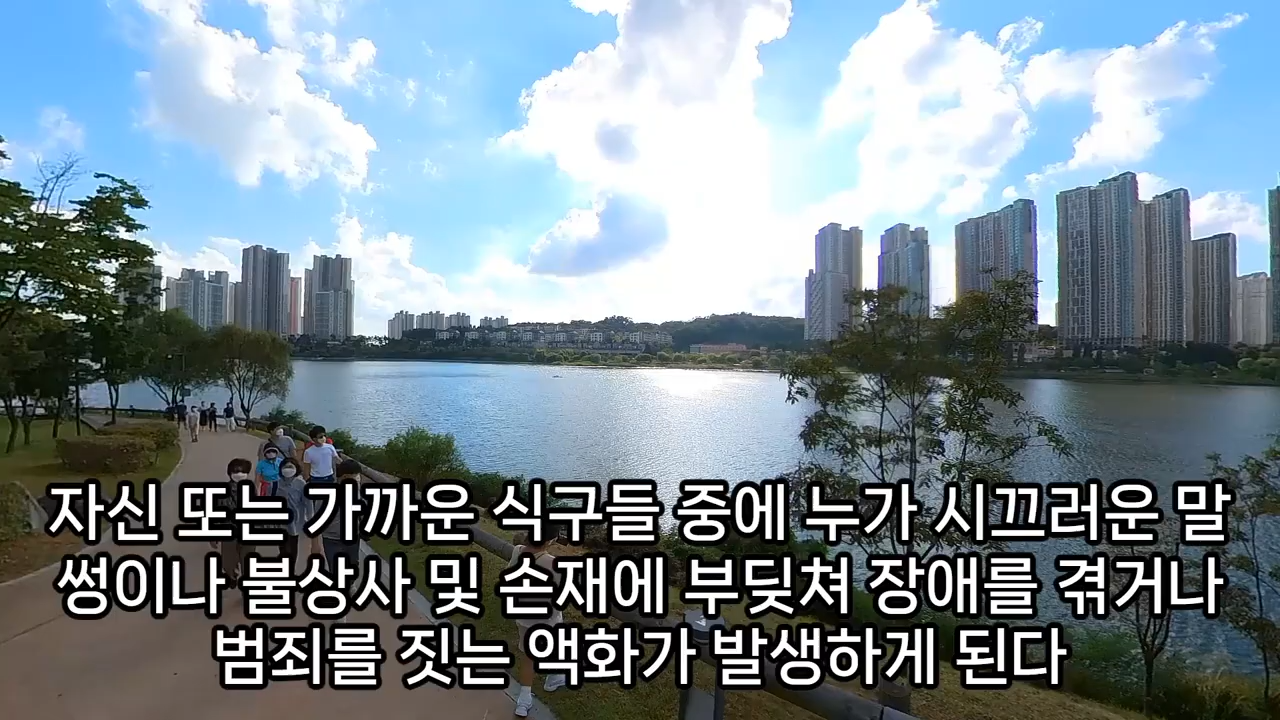 자신 또는 가까운 식구들 중에 누가 시끄러운 말
썽이나 불상사 및 손재에 부딪쳐 장애를 겪거나
범죄를 짓는 액화가 발생하게 된다